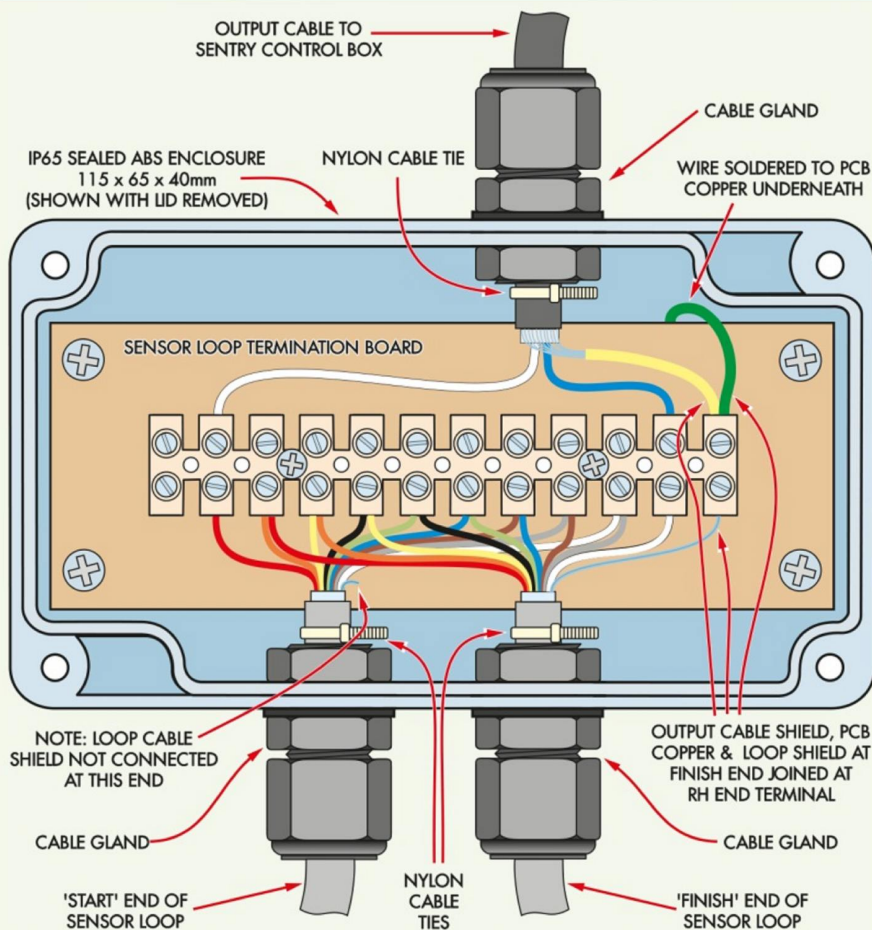 OUTPUT CABLE TO
SENTRY CONTROL BOX
CABLE GLAND
IP65 SEALED ABS ENCLOSURE
115 x 65 x 40mm
(SHOWN WITH LID REMOVED)
NYLON CABLE TIE
WIRE SOLDERED TO PCB
COPPER UNDERNEATH
SENSOR LOOP TERMINATION BOARD
NOTE: LOOP CABLE
SHIELD NOT CONNECTED
AT THIS END
OUTPUT CABLE SHIELD, PCB
COPPER & LOOP SHIELD AT
FINISH END JOINED AT
RH END TERMINAL
CABLE GLAND
CABLE GLAND
'START' END OF
SENSOR LOOP
NYLON
CABLE
TIES
'FINISH' END OF
SENSOR LOOP